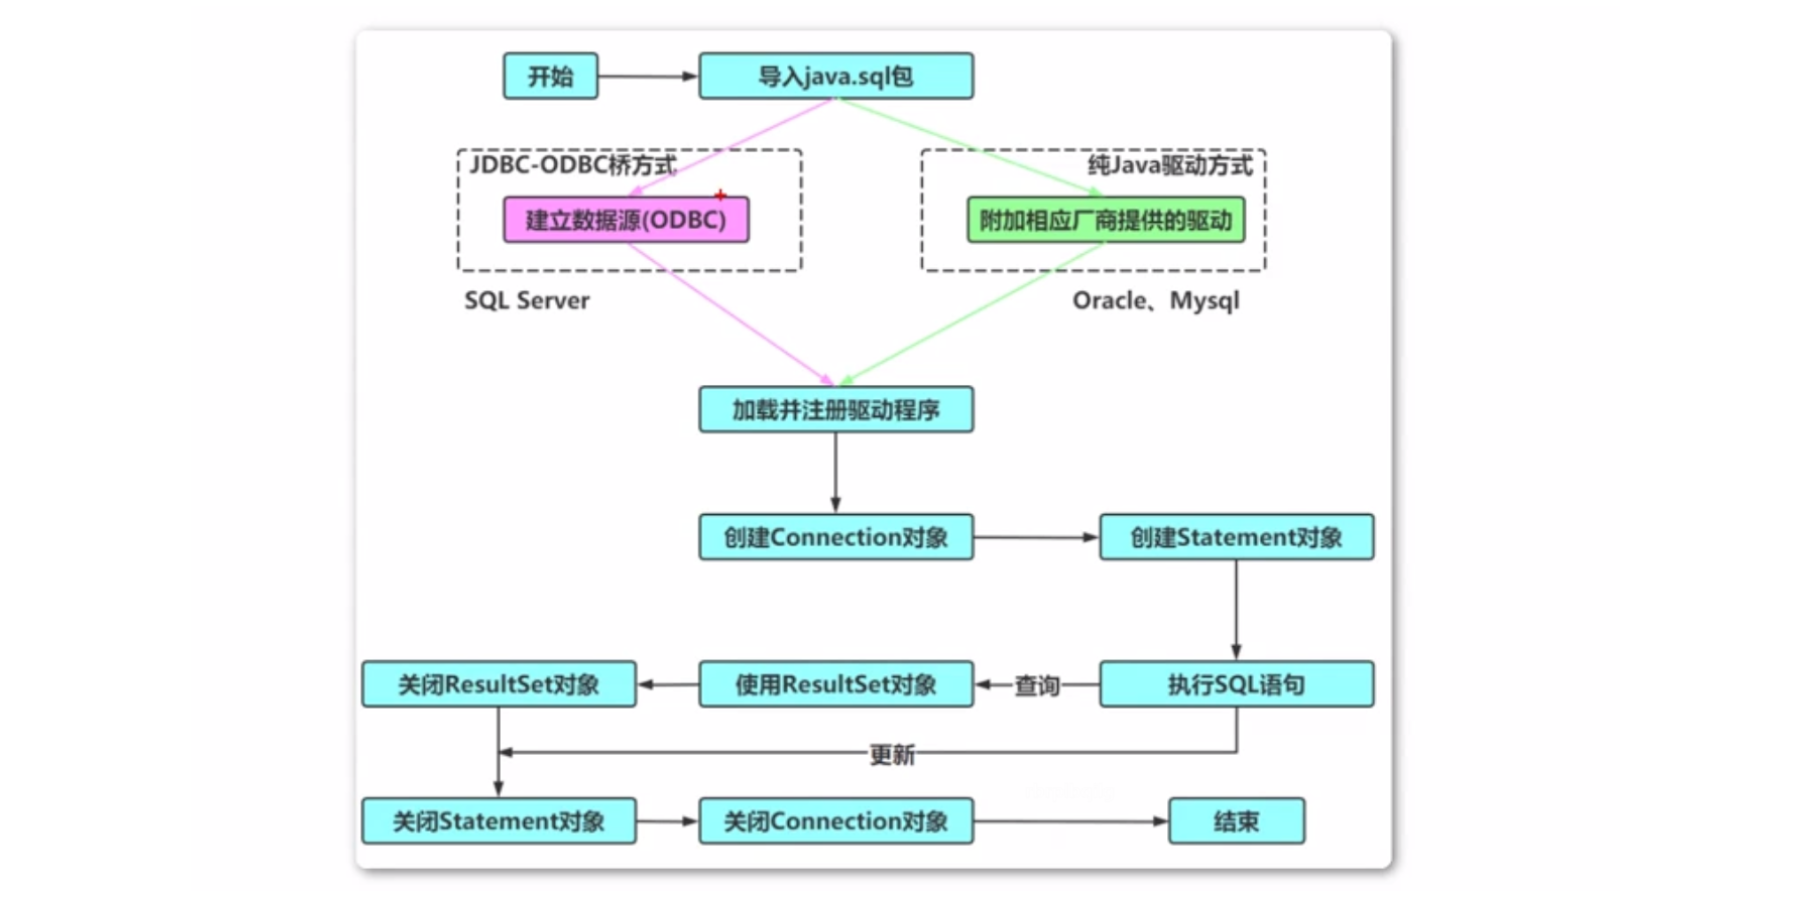 开始
导入java.sql包
JDBC-ODBC桥方式
纯Java驱动方式
建立数据源(ODBC)
附加相应厂商提供的驱动
SQL Server
Oracle、Mysql
加载并注册驱动程序
创建Connection对象
创建Statement对象
关闭ResultSet对象
使用ResultSet对象
查询
执行SQL语句
更新
关闭Statement对象
关闭Connection对象
结束